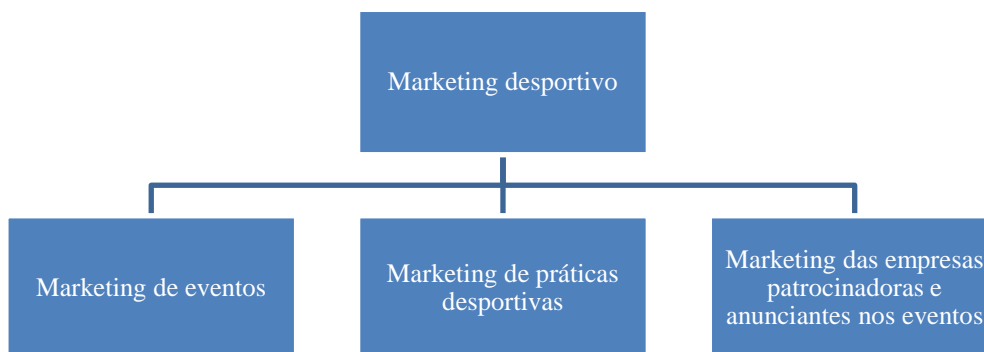 Marketing desportivo
Marketing de eventos
Marketing de práticas
desportivas
Marketing das empresas
patrocinadoras e
anunciantes nos eventos